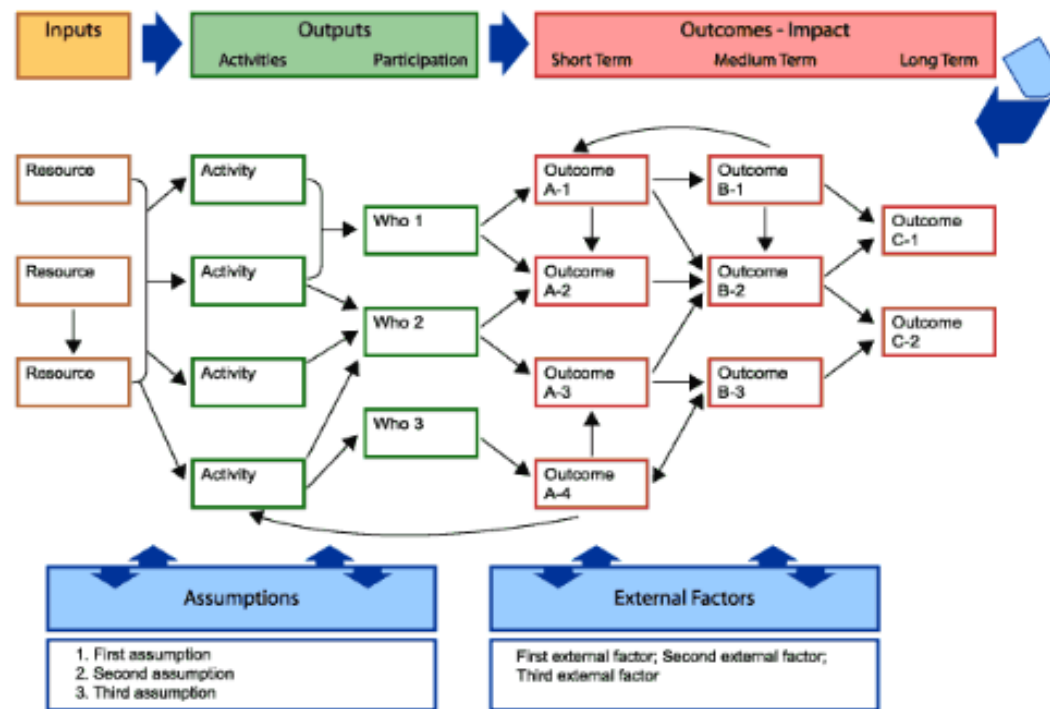 Inputs
Outputs
Activities Participation
Outcomes - Impact
Short Term Medium Term Long Term
Resource
Resource
Resource
Activity
Activity
Activity
Activity
Who 1
Who 2
Who 3
Outcome
A-1
Outcome
A-2
Outcome
A-3
Outcome
A-4
Outcome
B-1
Outcome
B-2
Outcome
B-3
Outcome
C-1
Outcome
C-2
Assumptions
1. First assumption
2. Second assumption
3. Third assumption
External Factors
First external factor; Second external factor;
Third external factor